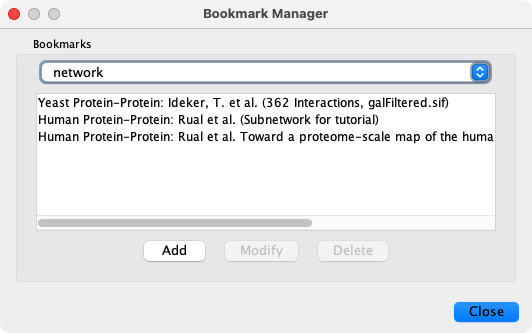 Bookmark Manager
Bookmarks
network
Yeast Protein-Protein: Ideker, T. et al. (362 Interactions, galFiltered.sif)
Human Protein-Protein: Rual et al. (Subnetwork for tutorial)
Human Protein-Protein: Rual et al. Toward a proteome-scale map of the huma
Add Modify Delete
Close